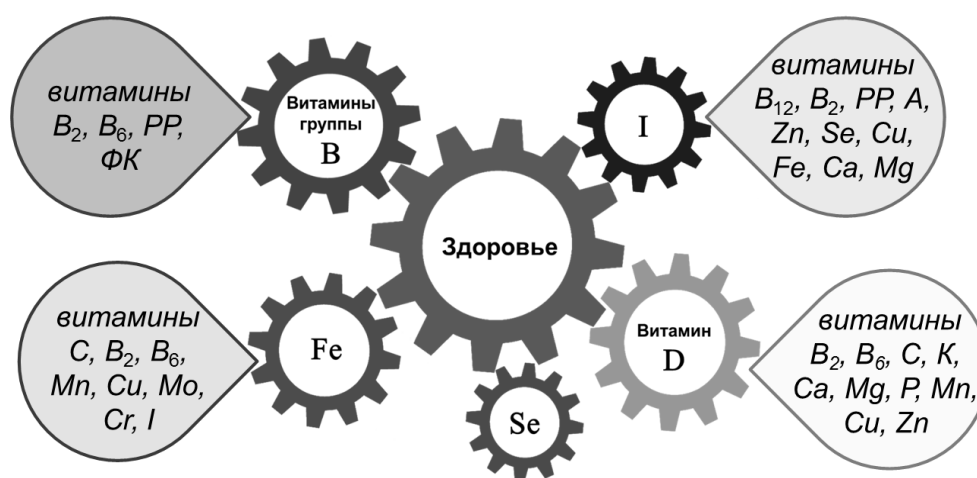 витамины
B₂, B₆, PP,
ФК
Витамины
группы
B
I
витамины
B₁₂, B₂, PP, A,
Zn, Se, Cu,
Fe, Ca, Mg
Здоровье
витамины
C, B₂, B₆,
Mn, Cu, Mo,
Cr, I
Fe
Se
Витамин
D
витамины
B₂, B₆, C, К,
Ca, Mg, P, Mn,
Cu, Zn